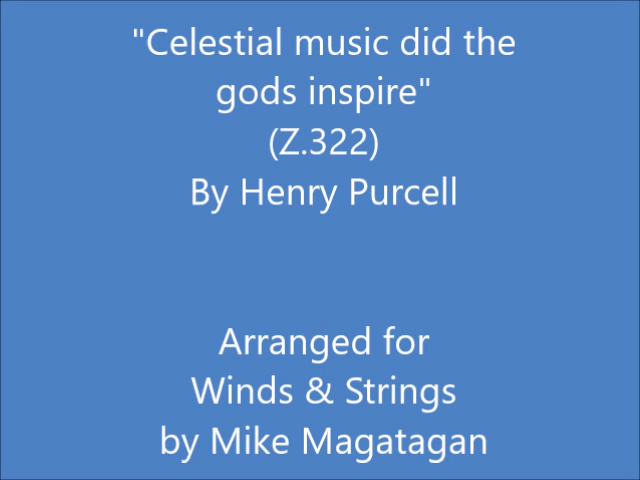 "Celestial music did the
gods inspire"
(Z.322)
By Henry Purcell
Arranged for
Winds & Strings
by Mike Magatagan